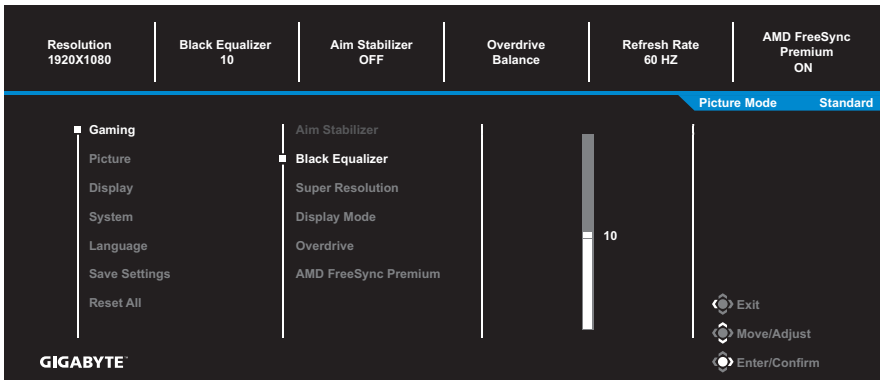 Resolution
1920X1080
Black Equalizer
10
Aim Stabilizer
OFF
Overdrive
Balance
Refresh Rate
60 HZ
AMD FreeSync
Premium
ON
Picture Mode Standard
Gaming
Picture
Display
System
Language
Save Settings
Reset All
Aim Stabilizer
Black Equalizer
Super Resolution
Display Mode
Overdrive
AMD FreeSync Premium
10
Exit
Move/Adjust
Enter/Confirm
GIGABYTE™